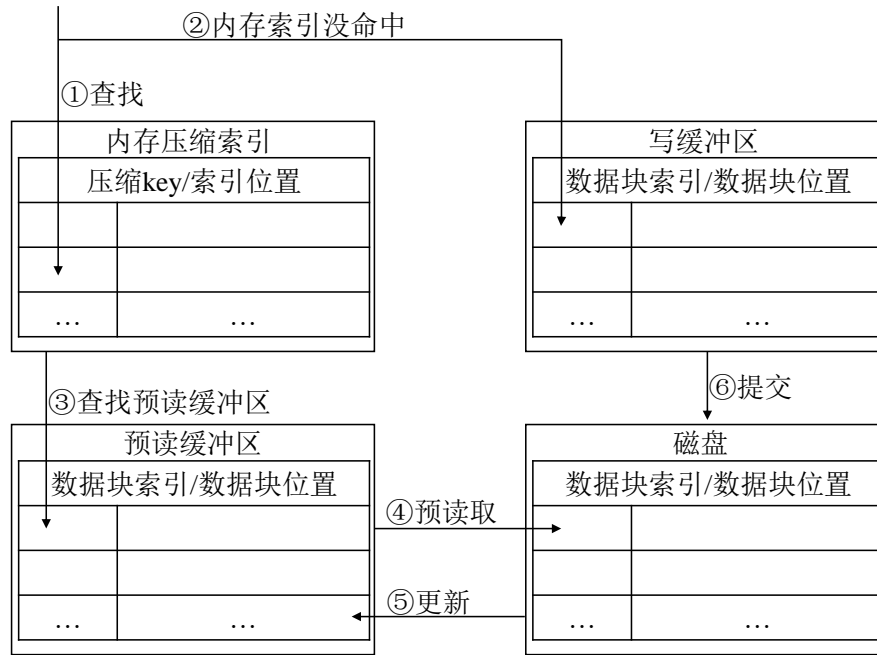 ②内存索引没命中
①查找
内存压缩索引
压缩key/索引位置
… …
写缓冲区
数据块索引/数据块位置
… …
③查找预读缓冲区
⑥提交
预读缓冲区
数据块索引/数据块位置
… …
④预读取
⑤更新
磁盘
数据块索引/数据块位置
… …